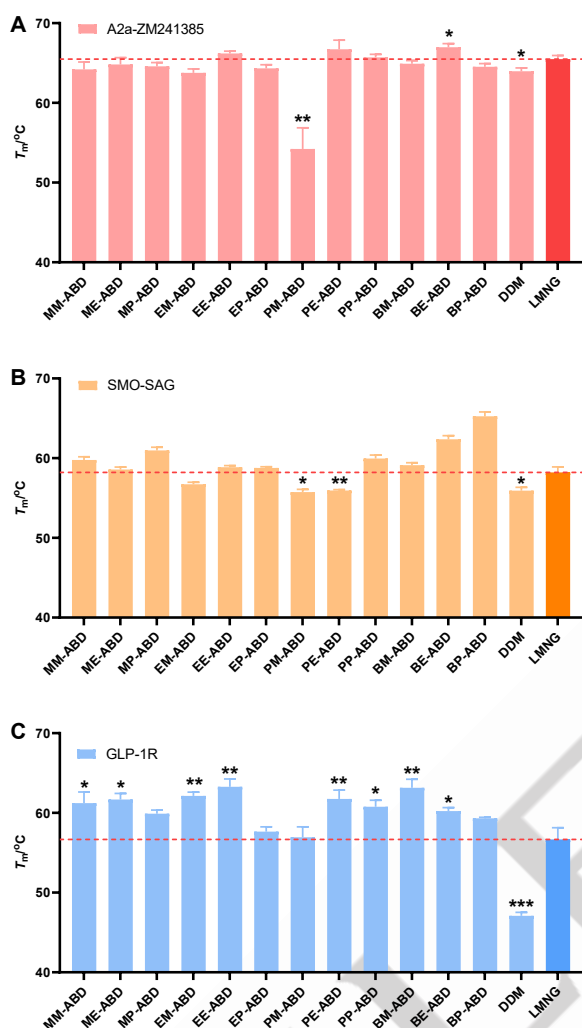 A
A2a-ZM241385
70
60
50
40
Tm/°C
*
*
**
MM-ABD
ME-ABD
MP-ABD
EM-ABD
EE-ABD
EP-ABD
PM-ABD
PE-ABD
PP-ABD
BM-ABD
BE-ABD
BP-ABD
DDM
LMNG
B
SMO-SAG
70
60
50
40
Tm/°C
*
**
*
MM-ABD
ME-ABD
MP-ABD
EM-ABD
EE-ABD
EP-ABD
PM-ABD
PE-ABD
PP-ABD
BM-ABD
BE-ABD
BP-ABD
DDM
LMNG
C
GLP-1R
70
60
50
40
Tm/°C
*
*
**
**
**
*
**
*
***
MM-ABD
ME-ABD
MP-ABD
EM-ABD
EE-ABD
EP-ABD
PM-ABD
PE-ABD
PP-ABD
BM-ABD
BE-ABD
BP-ABD
DDM
LMNG